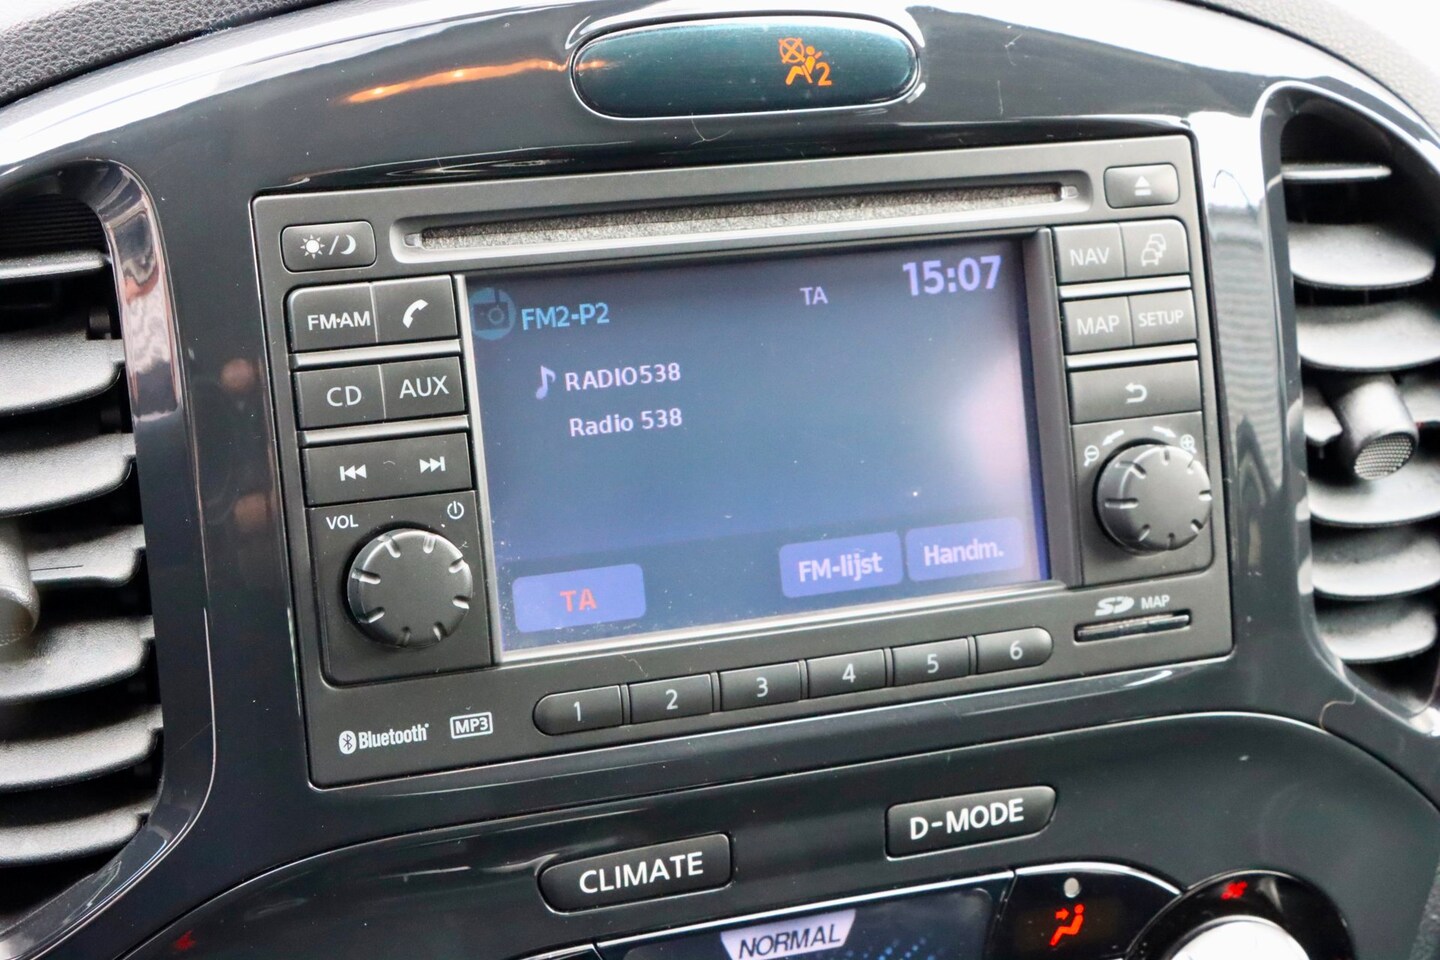 2
FM•AM
CD
AUX
VOL
FM2-P2
TA
15:07
RADIO538
Radio 538
TA
FM-lijst
Handm.
NAV
MAP
SETUP
SD MAP
1 2 3 4 5 6
Bluetooth
MP3
CLIMATE
D-MODE
NORMAL